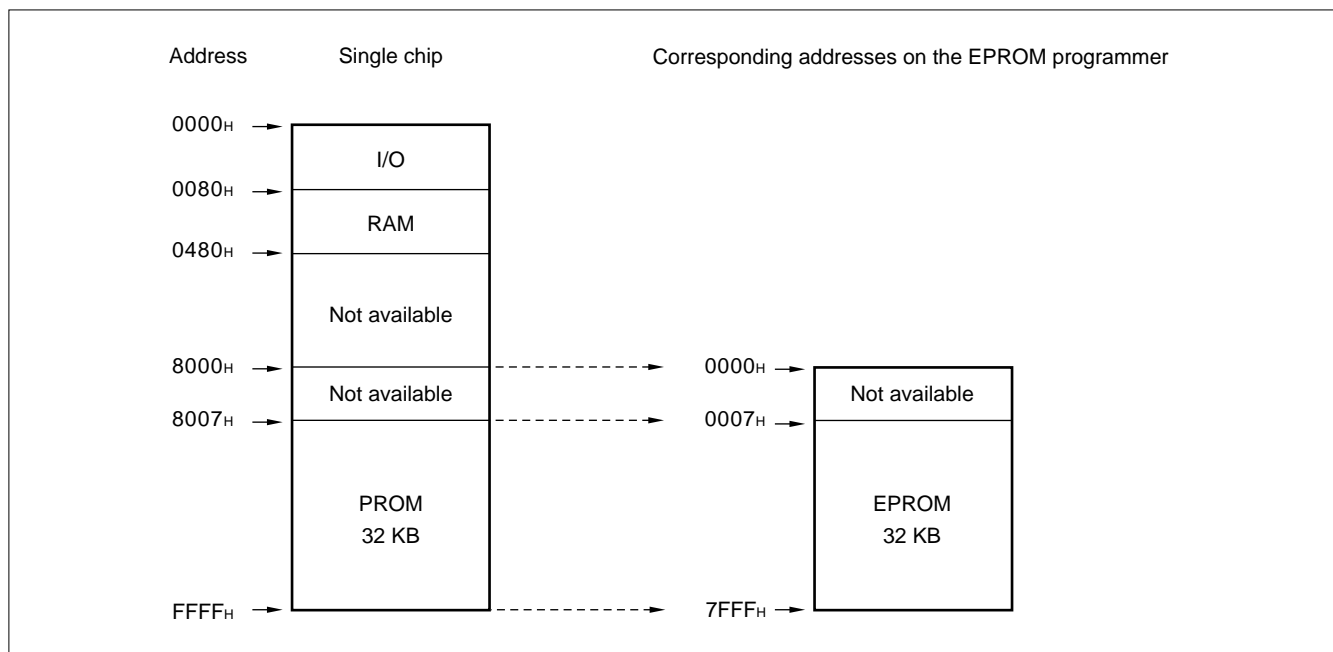 Address Single chip Corresponding addresses on the EPROM programmer
0000H
I/O
0080H
RAM
0480H
Not available
8000H 0000H
Not available Not available
8007H 0007H
PROM EPROM
32 KB 32 KB
FFFFH 7FFFH